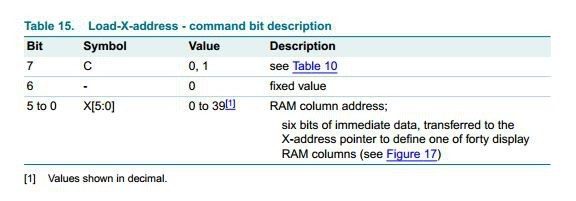 Table 15. Load-X-address - command bit description
Bit Symbol Value Description
7 C 0, 1 see Table 10
6 - 0 fixed value
5 to 0 X[5:0] 0 to 39[1] RAM column address;
six bits of immediate data, transferred to the
X-address pointer to define one of forty display
RAM columns (see Figure 17)
[1] Values shown in decimal.